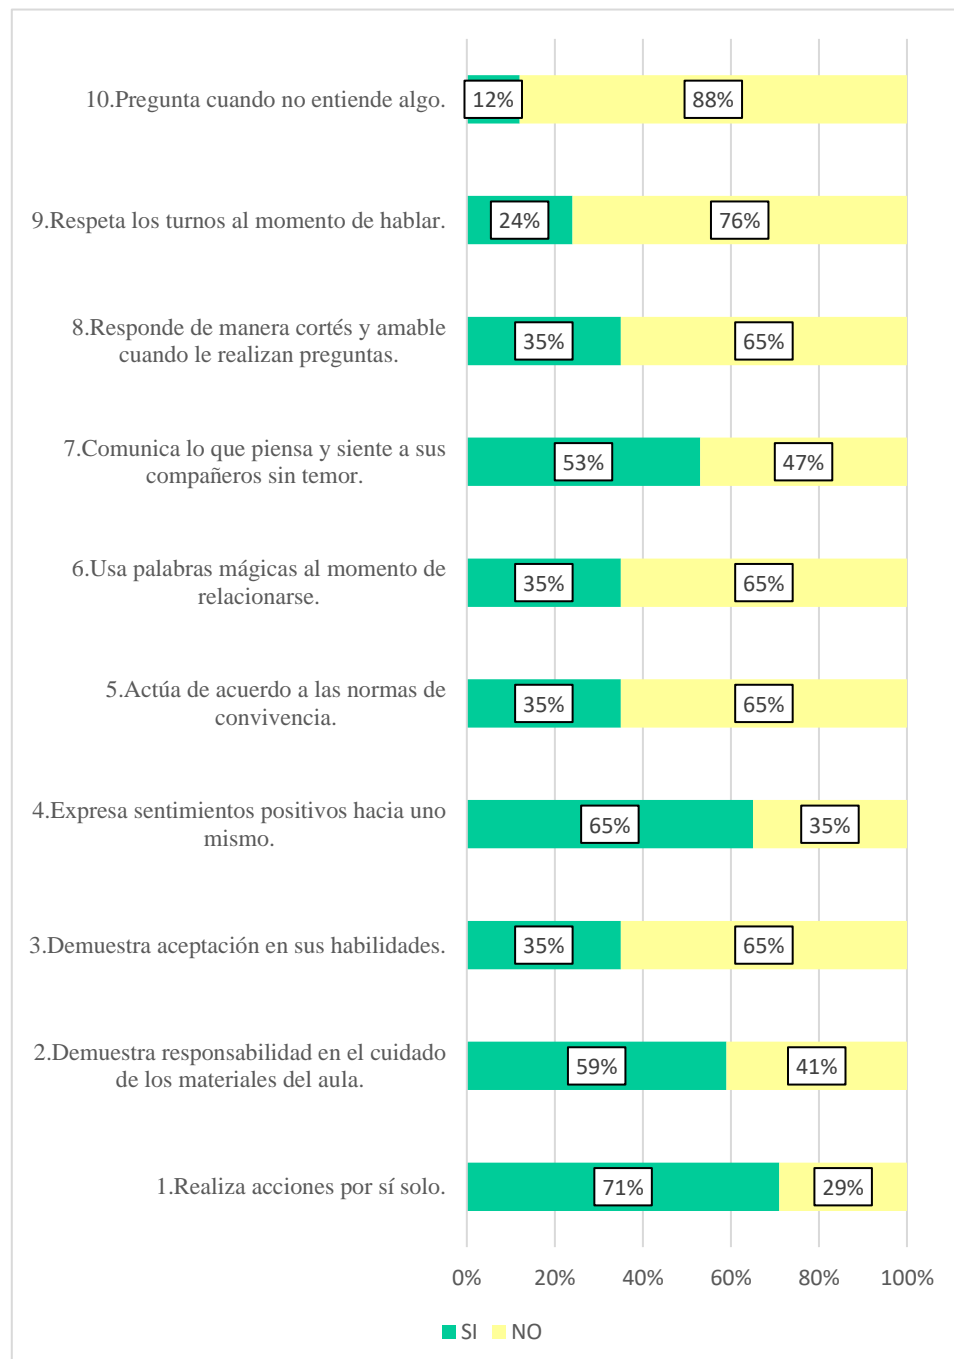 10.Pregunta cuando no entiende algo.
12%
88%
9.Respeta los turnos al momento de hablar.
24%
76%
8.Responde de manera cortés y amable
cuando le realizan preguntas.
35%
65%
7.Comunica lo que piensa y siente a sus
compañeros sin temor.
53%
47%
6.Usa palabras mágicas al momento de
relacionarse.
35%
65%
5.Actúa de acuerdo a las normas de
convivencia.
35%
65%
4.Expresa sentimientos positivos hacia uno
mismo.
65%
35%
3.Demuestra aceptación en sus habilidades.
35%
65%
2.Demuestra responsabilidad en el cuidado
de los materiales del aula.
59%
41%
1.Realiza acciones por sí solo.
71%
29%
0% 20% 40% 60% 80% 100%
SI NO